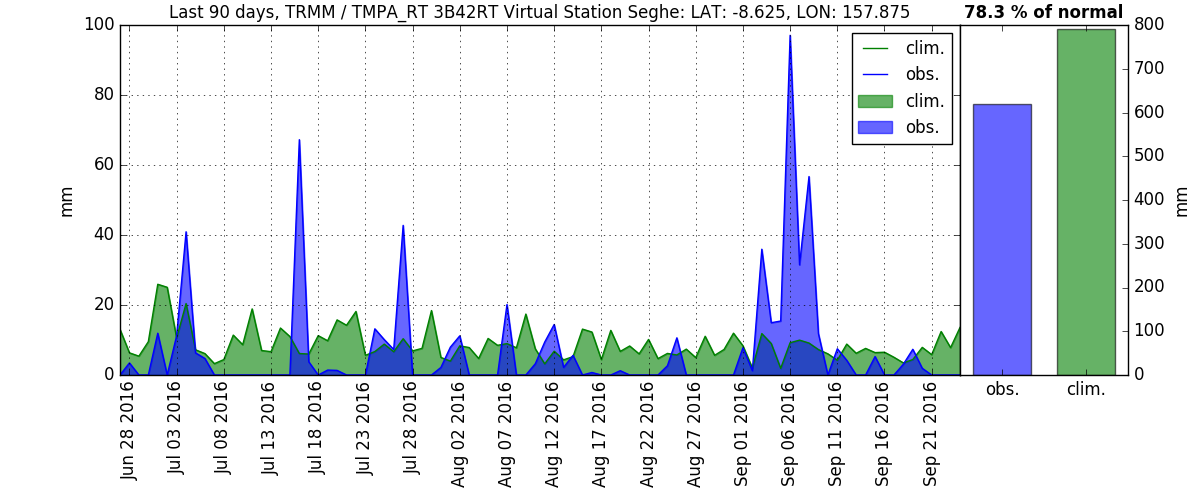 Last 90 days, TRMM / TMPA_RT 3B42RT Virtual Station Seghe: LAT: -8.625, LON: 157.875
78.3 % of normal
100
80
60
40
20
0
mm
clim.
obs.
clim.
obs.
800
700
600
500
400
300
200
100
0
mm
obs.
clim.
Jun 28 2016
Jul 03 2016
Jul 08 2016
Jul 13 2016
Jul 18 2016
Jul 23 2016
Jul 28 2016
Aug 02 2016
Aug 07 2016
Aug 12 2016
Aug 17 2016
Aug 22 2016
Aug 27 2016
Sep 01 2016
Sep 06 2016
Sep 11 2016
Sep 16 2016
Sep 21 2016